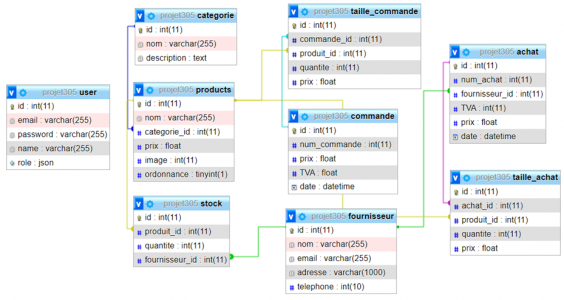 projet305 categorie
id : int(11)
nom : varchar(255)
description : text
projet305 taille_commande
id : int(11)
commande_id : int(11)
produit_id : int(11)
quantite : int(11)
prix : float
projet305 achat
id : int(11)
num_achat : int(11)
fournisseur_id : int(11)
TVA : int(11)
prix : float
date : datetime
projet305 user
id : int(11)
email : varchar(255)
password : varchar(255)
name : varchar(255)
role : json
projet305 products
id : int(11)
nom : varchar(255)
categorie_id : int(11)
prix : float
image : int(11)
ordonnance : tinyint(1)
projet305 commande
id : int(11)
num_commande : int(11)
prix : float
TVA : float
date : datetime
projet305 taille_achat
id : int(11)
achat_id : int(11)
produit_id : int(11)
quantite : int(11)
prix : float
projet305 stock
id : int(11)
produit_id : int(11)
quantite : int(11)
fournisseur_id : int(11)
projet305 fournisseur
id : int(11)
nom : varchar(255)
email : varchar(255)
adresse : varchar(1000)
telephone : int(10)